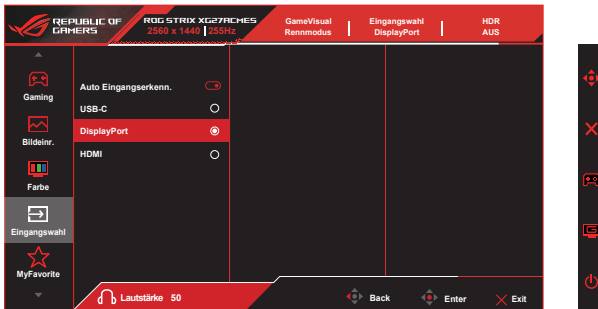 REPUBLIC OF
GAMERS
ROG STRIX XG27ACMES
2560 x 1440 255Hz
GameVisual
Rennmodus
Eingangswahl
DisplayPort
HDR
AUS
Gaming
Bildeinr.
Farbe
Eingangswahl
MyFavorite
Auto Eingangserkenn.
USB-C
DisplayPort
HDMI
Lautstärke 50
Back
Enter
Exit